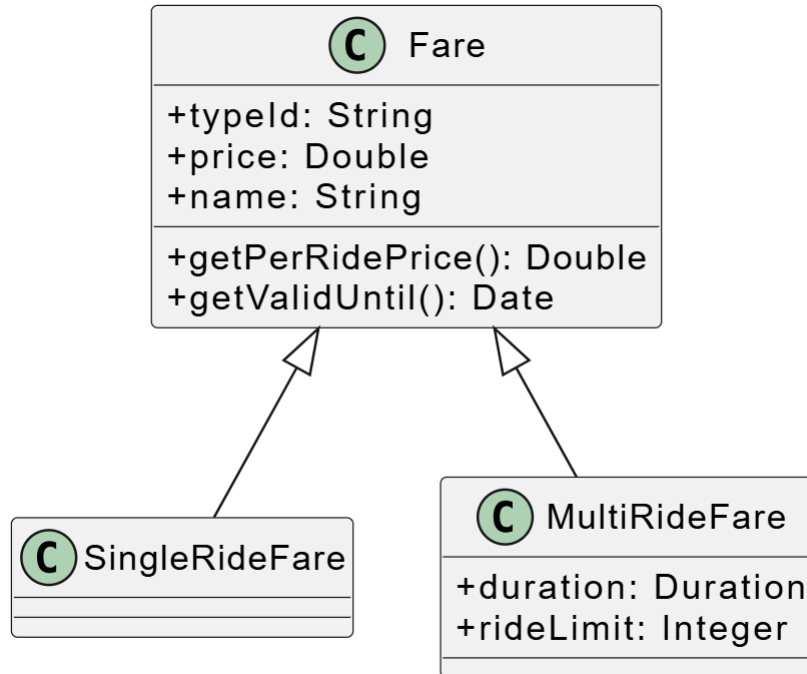 C Fare
+typeId: String
+price: Double
+name: String
+getPerRidePrice(): Double
+getValidUntil(): Date
C SingleRideFare
C MultiRideFare
+duration: Duration
+rideLimit: Integer